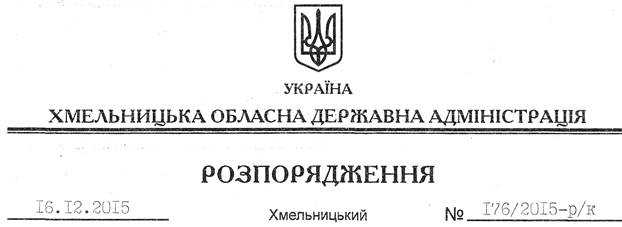 УКРАЇНА
ХМЕЛЬНИЦЬКА ОБЛАСНА ДЕРЖАВНА АДМІНІСТРАЦІЯ
РОЗПОРЯДЖЕННЯ
16.12.2015 Хмельницький № 176/2015-р/к